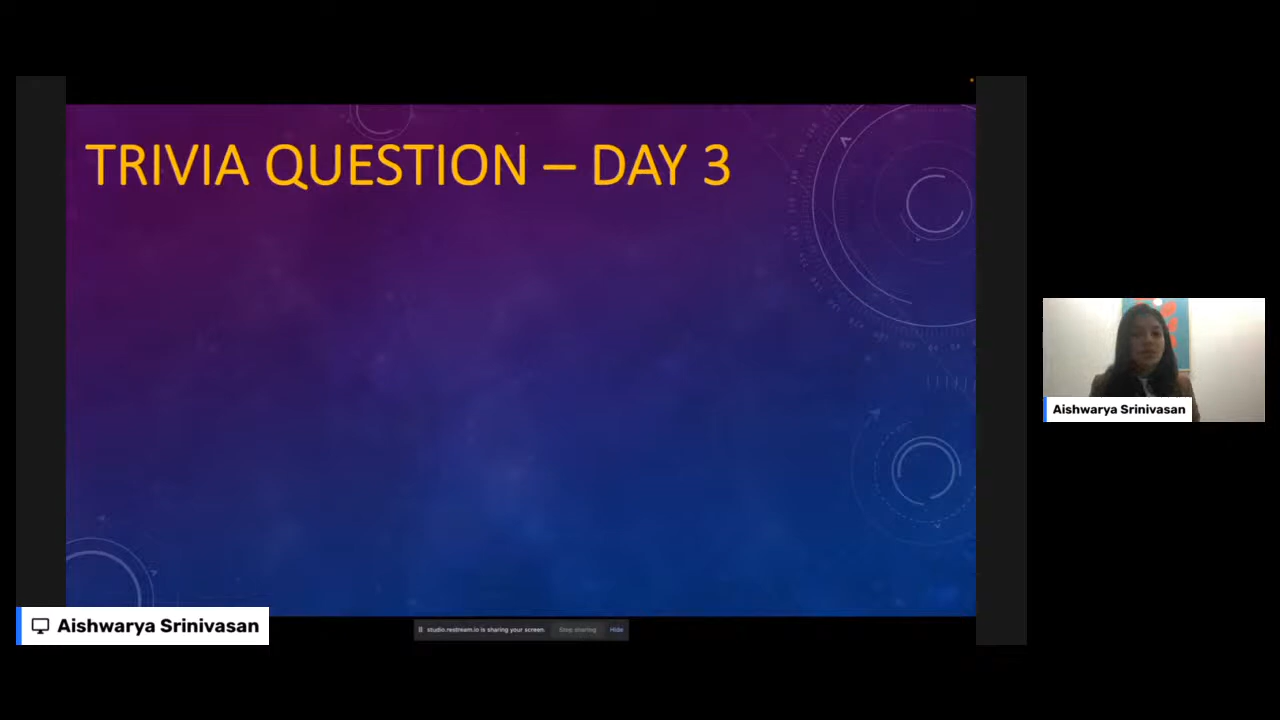 TRIVIA QUESTION – DAY 3
Aishwarya Srinivasan
Aishwarya Srinivasan
studio.restream.io is sharing your screen. Stop sharing Hide